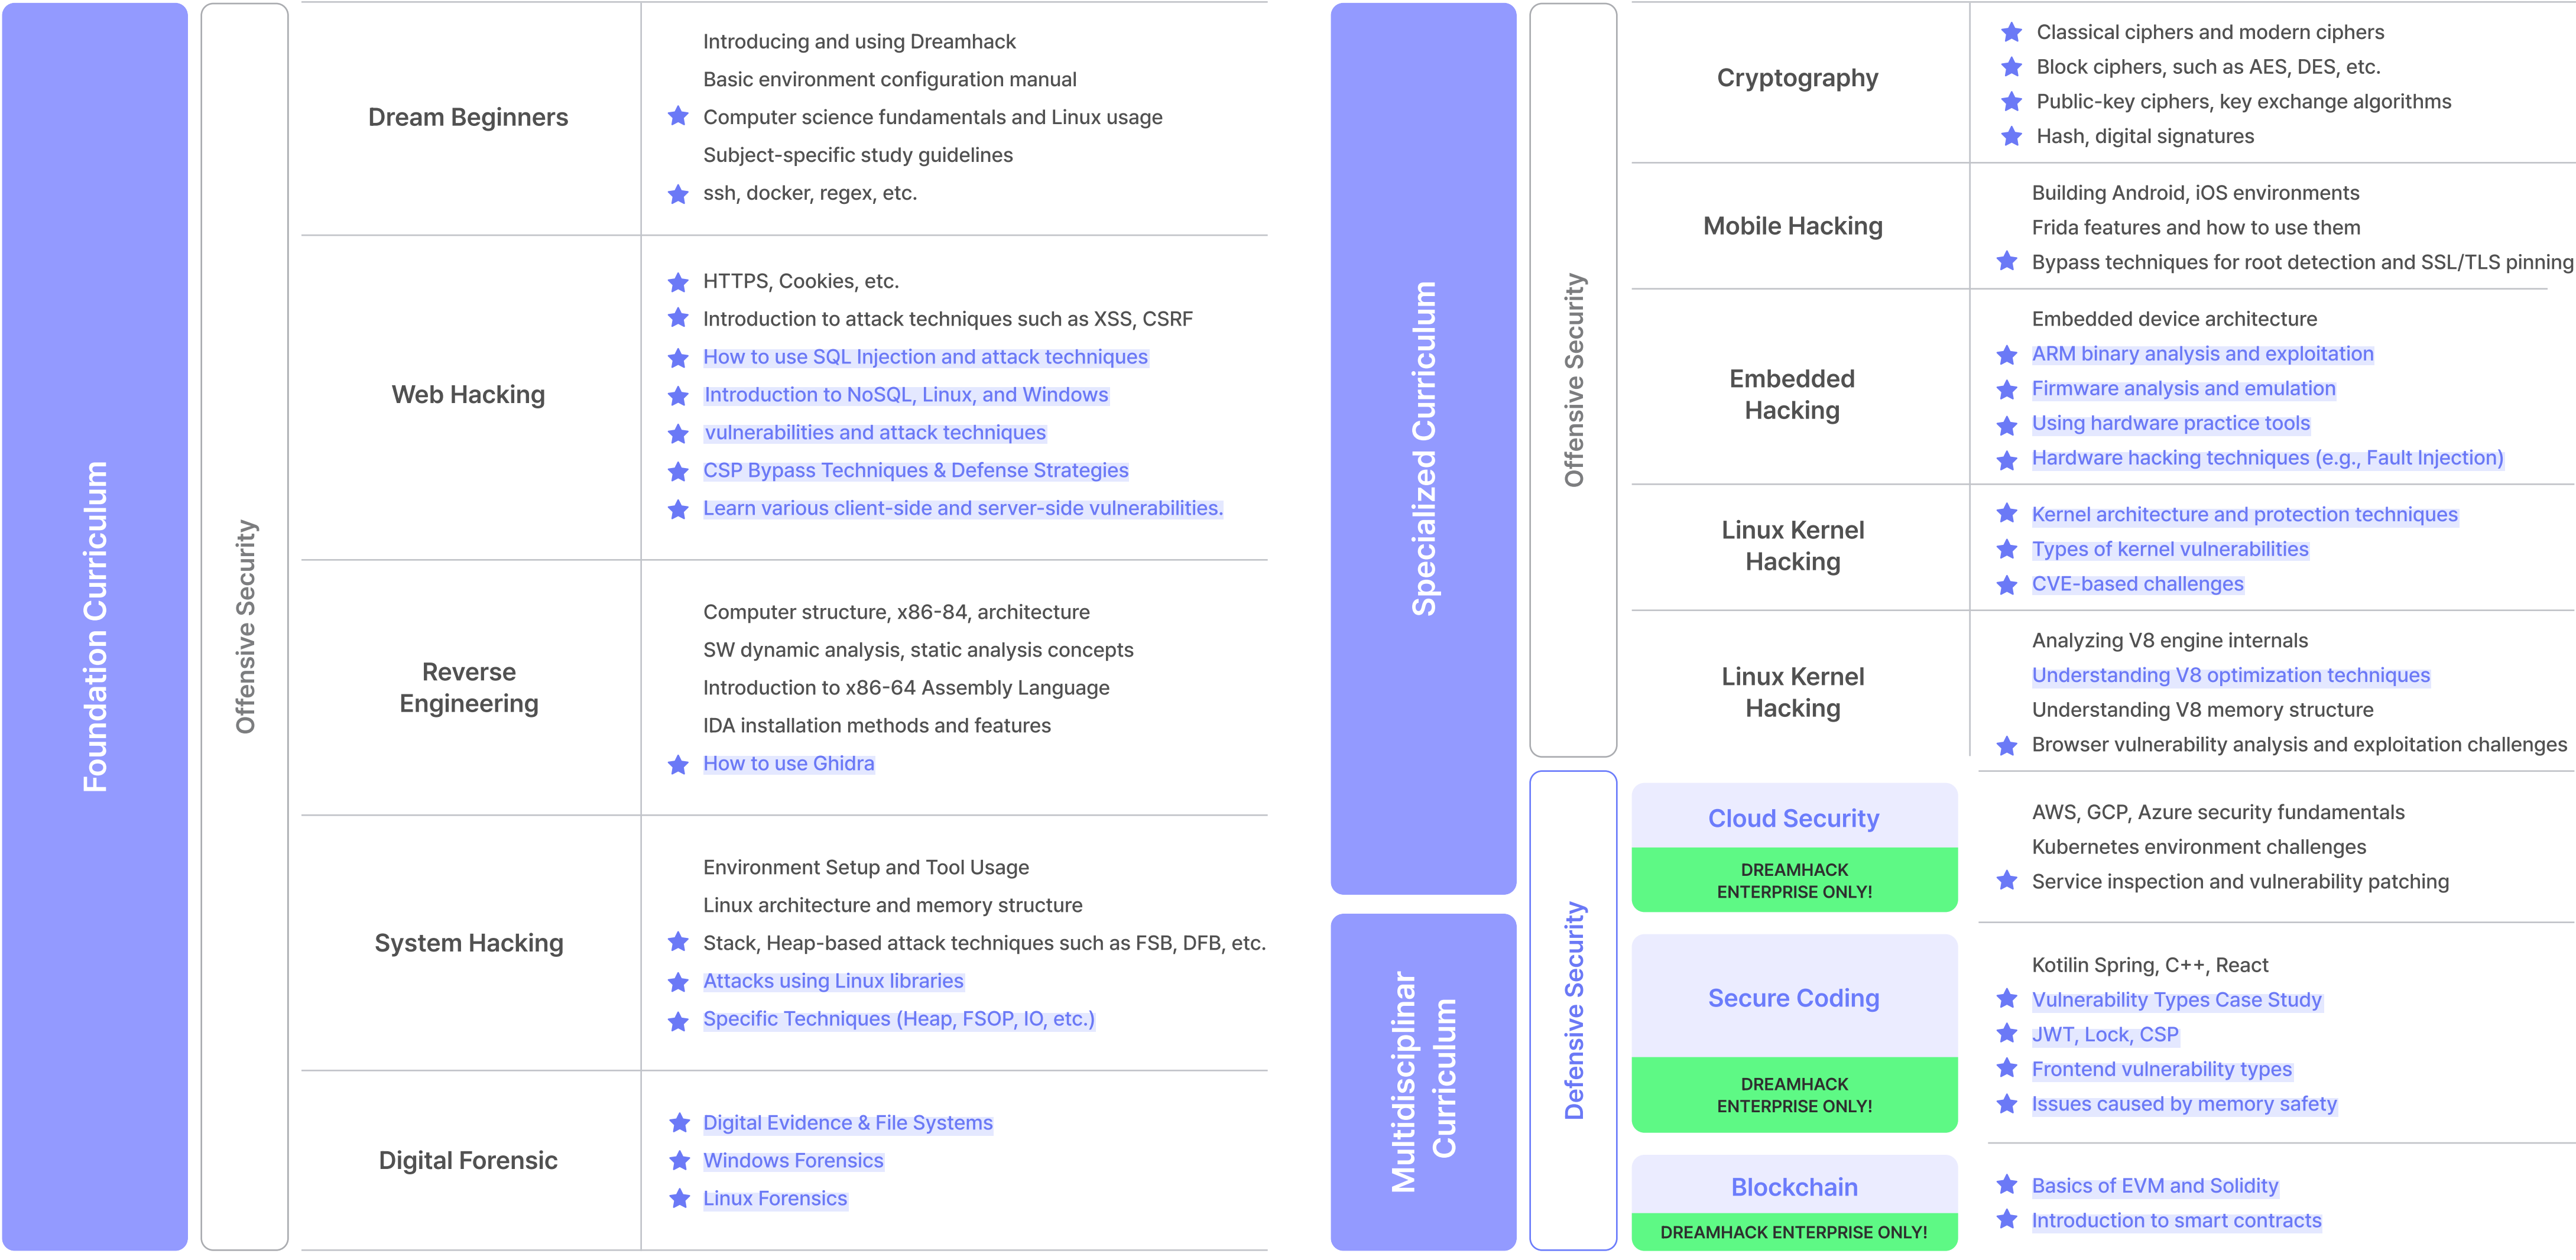 Foundation Curriculum
Offensive Security
Dream Beginners
Introducing and using Dreamhack
Basic environment configuration manual
Computer science fundamentals and Linux usage
Subject-specific study guidelines
ssh, docker, regex, etc.
Web Hacking
HTTPS, Cookies, etc.
Introduction to attack techniques such as XSS, CSRF
How to use SQL Injection and attack techniques
Introduction to NoSQL, Linux, and Windows
vulnerabilities and attack techniques
CSP Bypass Techniques & Defense Strategies
Learn various client-side and server-side vulnerabilities.
Reverse
Engineering
Computer structure, x86-84, architecture
SW dynamic analysis, static analysis concepts
Introduction to x86-64 Assembly Language
IDA installation methods and features
How to use Ghidra
System Hacking
Environment Setup and Tool Usage
Linux architecture and memory structure
Stack, Heap-based attack techniques such as FSB, DFB, etc.
Attacks using Linux libraries
Specific Techniques (Heap, FSOP, IO, etc.)
Digital Forensic
Digital Evidence & File Systems
Windows Forensics
Linux Forensics
Specialized Curriculum
Offensive Security
Cryptography
Classical ciphers and modern ciphers
Block ciphers, such as AES, DES, etc.
Public-key ciphers, key exchange algorithms
Hash, digital signatures
Mobile Hacking
Building Android, iOS environments
Frida features and how to use them
Bypass techniques for root detection and SSL/TLS pinning
Embedded
Hacking
Embedded device architecture
ARM binary analysis and exploitation
Firmware analysis and emulation
Using hardware practice tools
Hardware hacking techniques (e.g., Fault Injection)
Linux Kernel
Hacking
Kernel architecture and protection techniques
Types of kernel vulnerabilities
CVE-based challenges
Linux Kernel
Hacking
Analyzing V8 engine internals
Understanding V8 optimization techniques
Understanding V8 memory structure
Browser vulnerability analysis and exploitation challenges
Multidisciplinar
Curriculum
Defensive Security
Cloud Security
DREAMHACK
ENTERPRISE ONLY!
AWS, GCP, Azure security fundamentals
Kubernetes environment challenges
Service inspection and vulnerability patching
Secure Coding
DREAMHACK
ENTERPRISE ONLY!
Kotilin Spring, C++, React
Vulnerability Types Case Study
JWT, Lock, CSP
Frontend vulnerability types
Issues caused by memory safety
Blockchain
DREAMHACK ENTERPRISE ONLY!
Basics of EVM and Solidity
Introduction to smart contracts